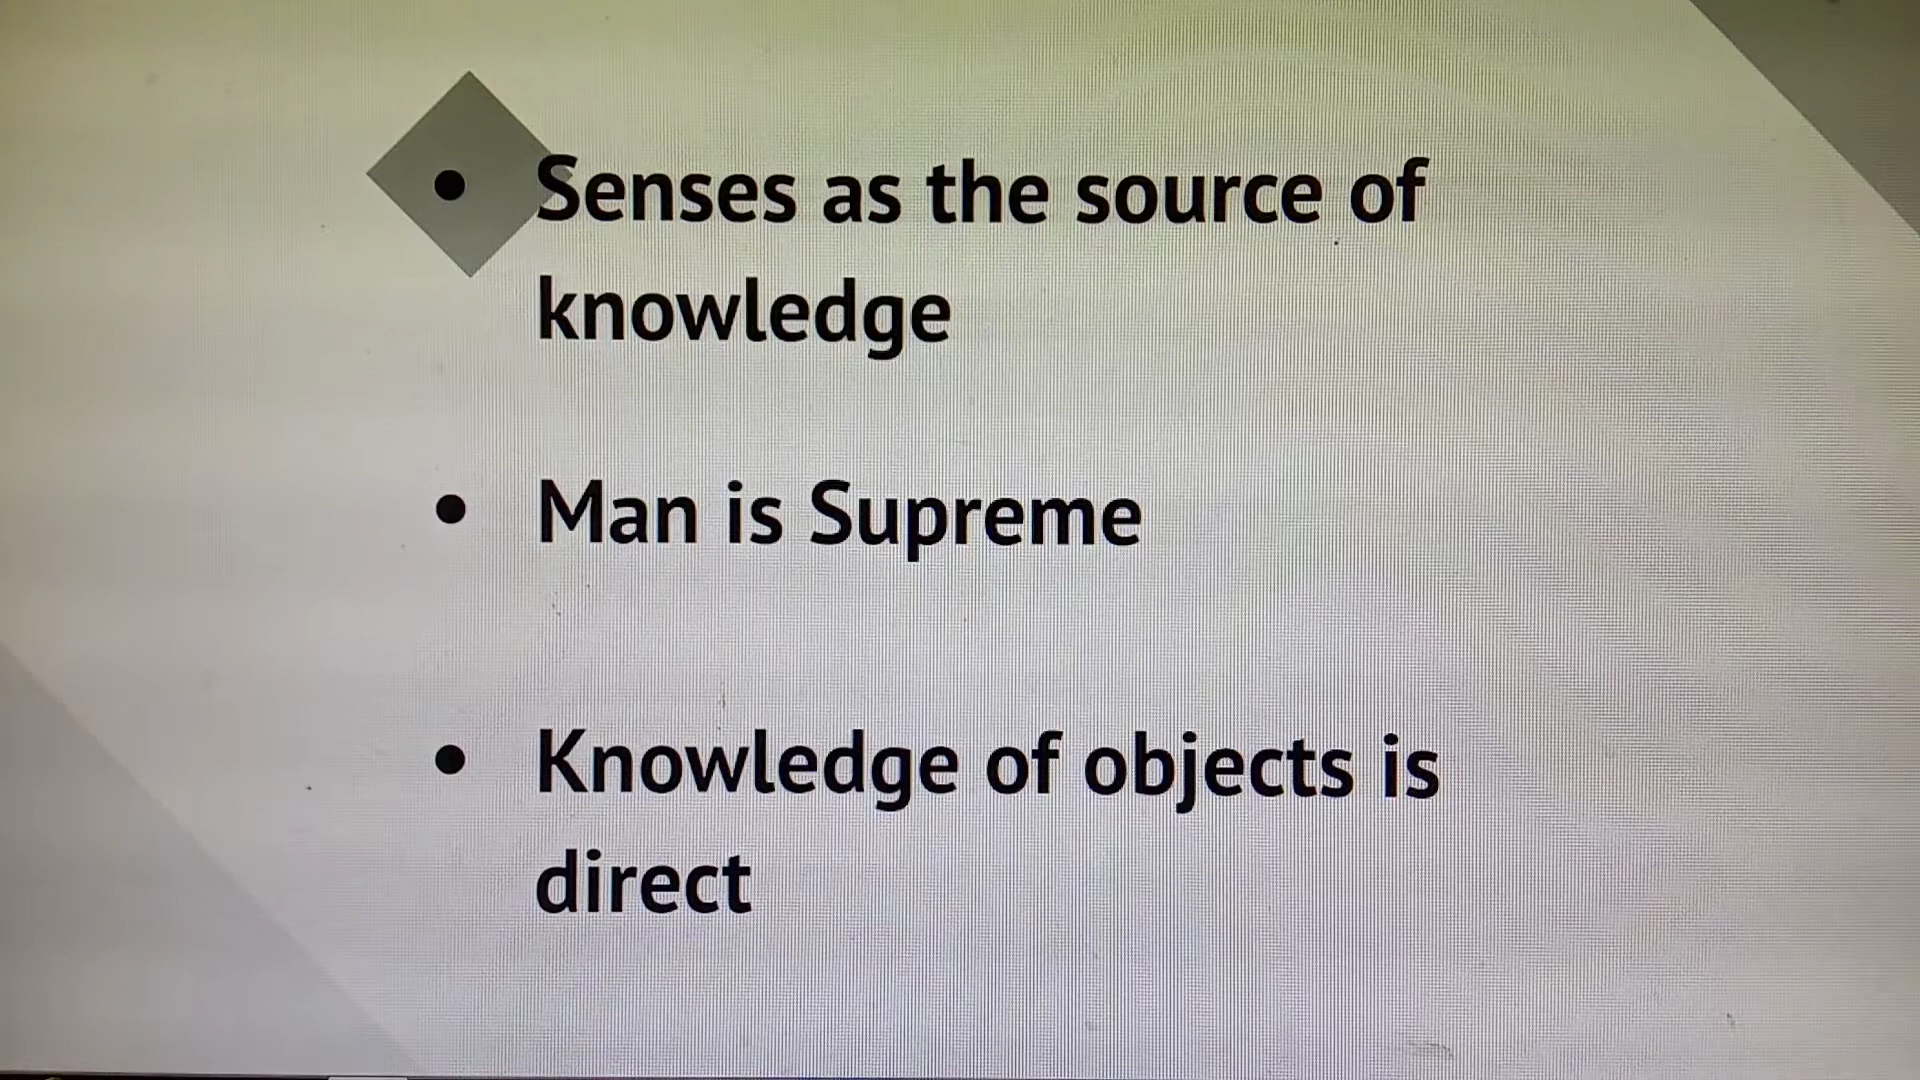 • Senses as the source of
knowledge
• Man is Supreme
• Knowledge of objects is
direct